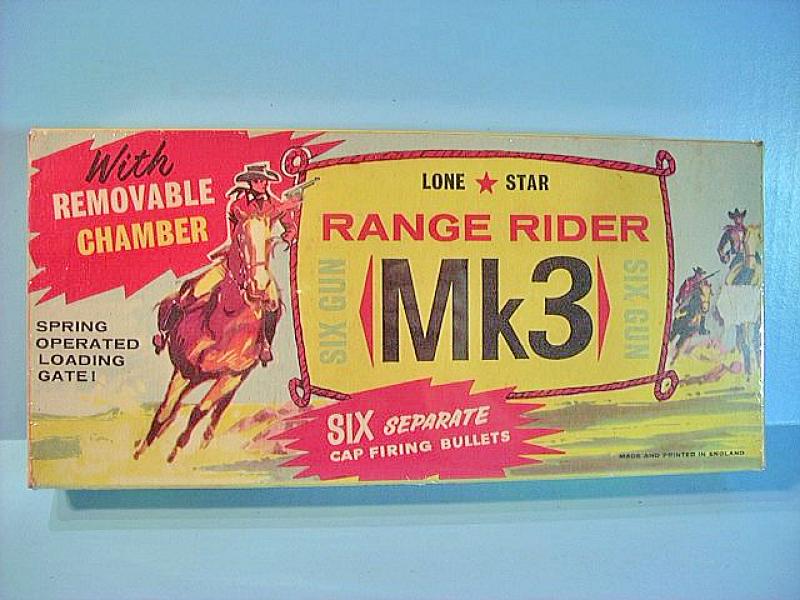 With
REMOVABLE
CHAMBER
SPRING
OPERATED
LOADING
GATE!
LONE ★ STAR
RANGE RIDER
SIX GUN
Mk3
SIX GUN
SIX SEPARATE
CAP FIRING BULLETS
MADE AND PRINTED IN ENGLAND